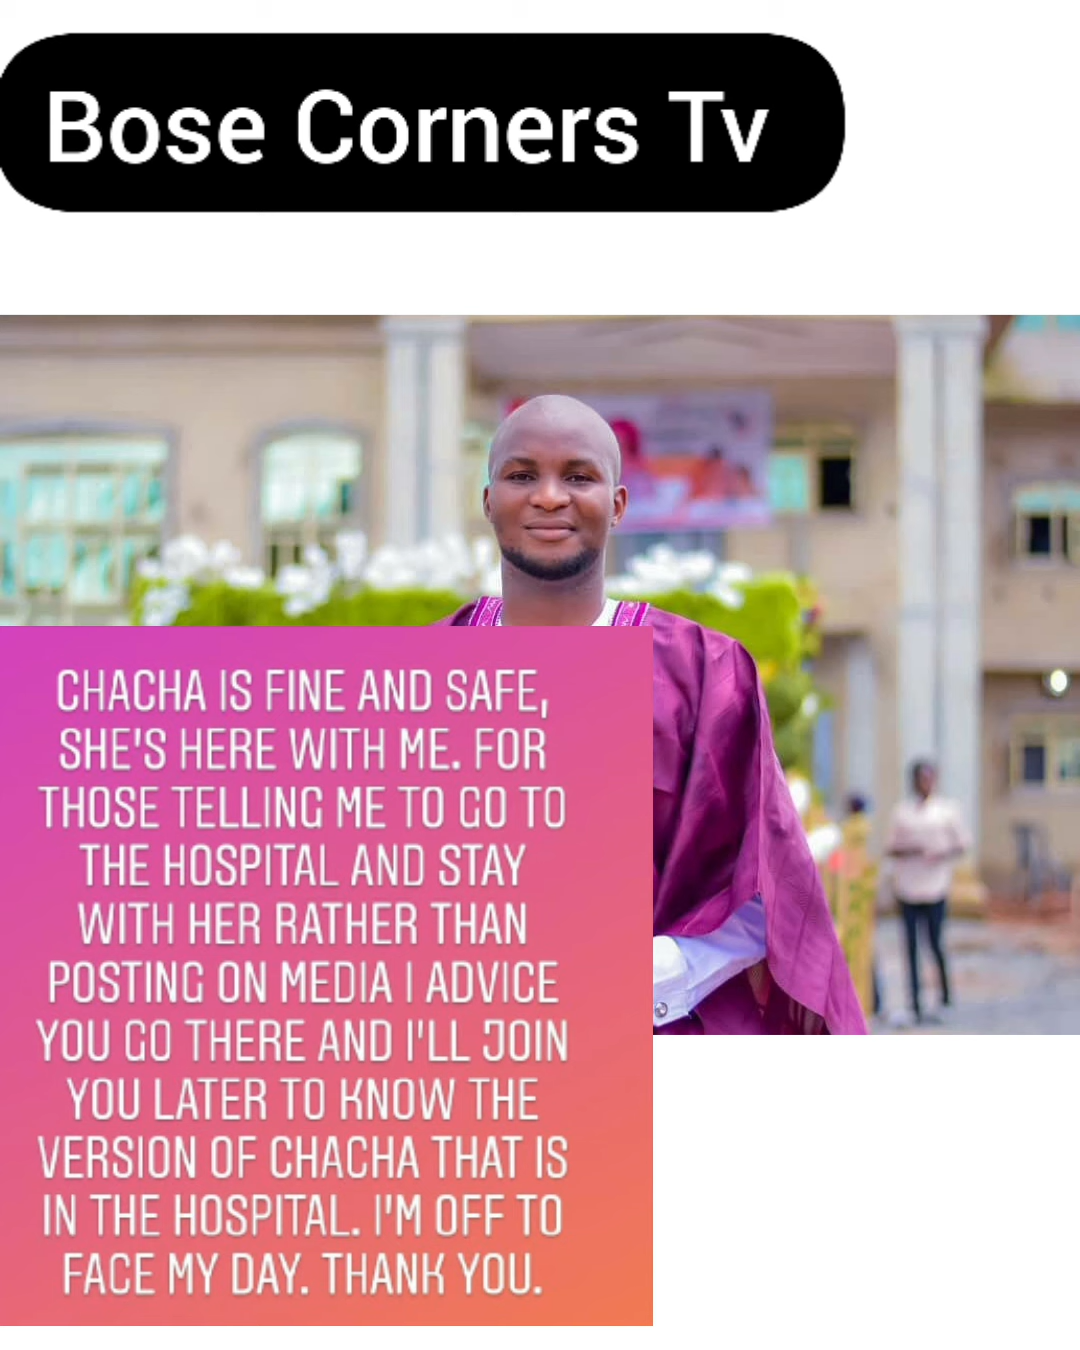 Bose Corners Tv
CHACHA IS FINE AND SAFE,
SHE'S HERE WITH ME. FOR
THOSE TELLING ME TO GO TO
THE HOSPITAL AND STAY
WITH HER RATHER THAN
POSTING ON MEDIA I ADVICE
YOU GO THERE AND I'LL JOIN
YOU LATER TO KNOW THE
VERSION OF CHACHA THAT IS
IN THE HOSPITAL. I'M OFF TO
FACE MY DAY. THANK YOU.